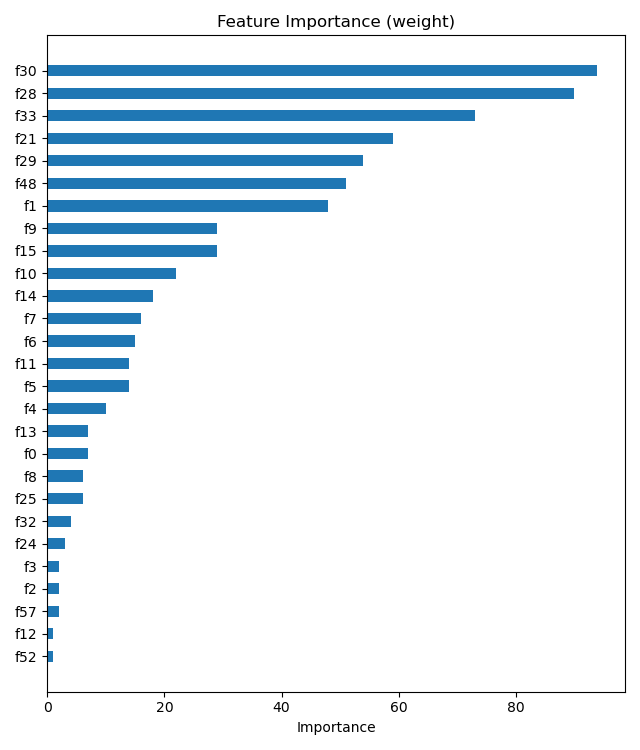 Feature Importance (weight)
f30
f28
f33
f21
f29
f48
f1
f9
f15
f10
f14
f7
f6
f11
f5
f4
f13
f0
f8
f25
f32
f24
f3
f2
f57
f12
f52
0 20 40 60 80
Importance